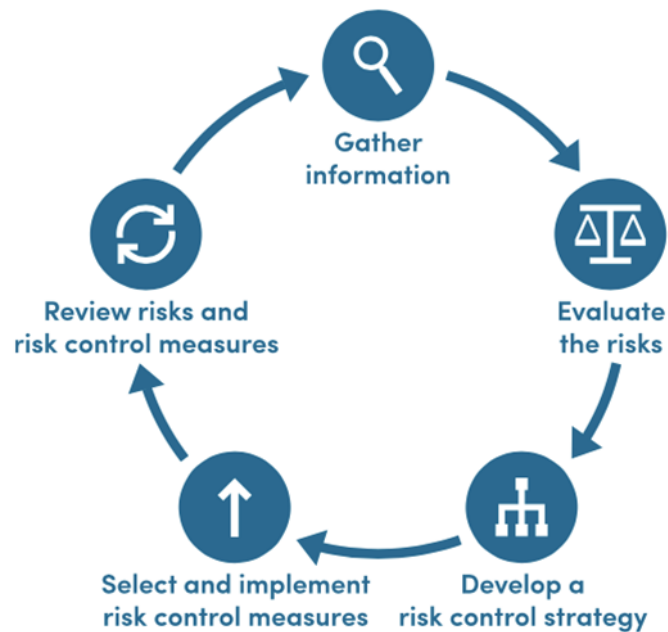 Gather
information
Evaluate
the risks
Develop a
risk control strategy
Select and implement
risk control measures
Review risks and
risk control measures